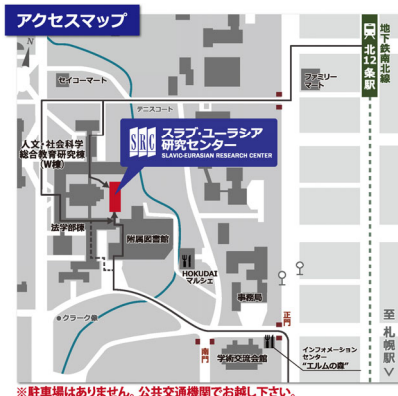 アクセスマップ
セイコーマート
ファミリー
マート
地下鉄南北線
北12条駅
テニスコート
人文・社会科学
総合教育研究棟
(W棟)
SRC
スラブ・ユーラシア
研究センター
SLAVIC-EURASIAN RESEARCH CENTER
法学部棟
附属図書館
HOKUDAI
マルシェ
事務局
クラーク像
正門
南門
学術交流会館
インフォメーション
センター
"エルムの森"
至札幌駅
※駐車場はありません。公共交通機関でお越し下さい。